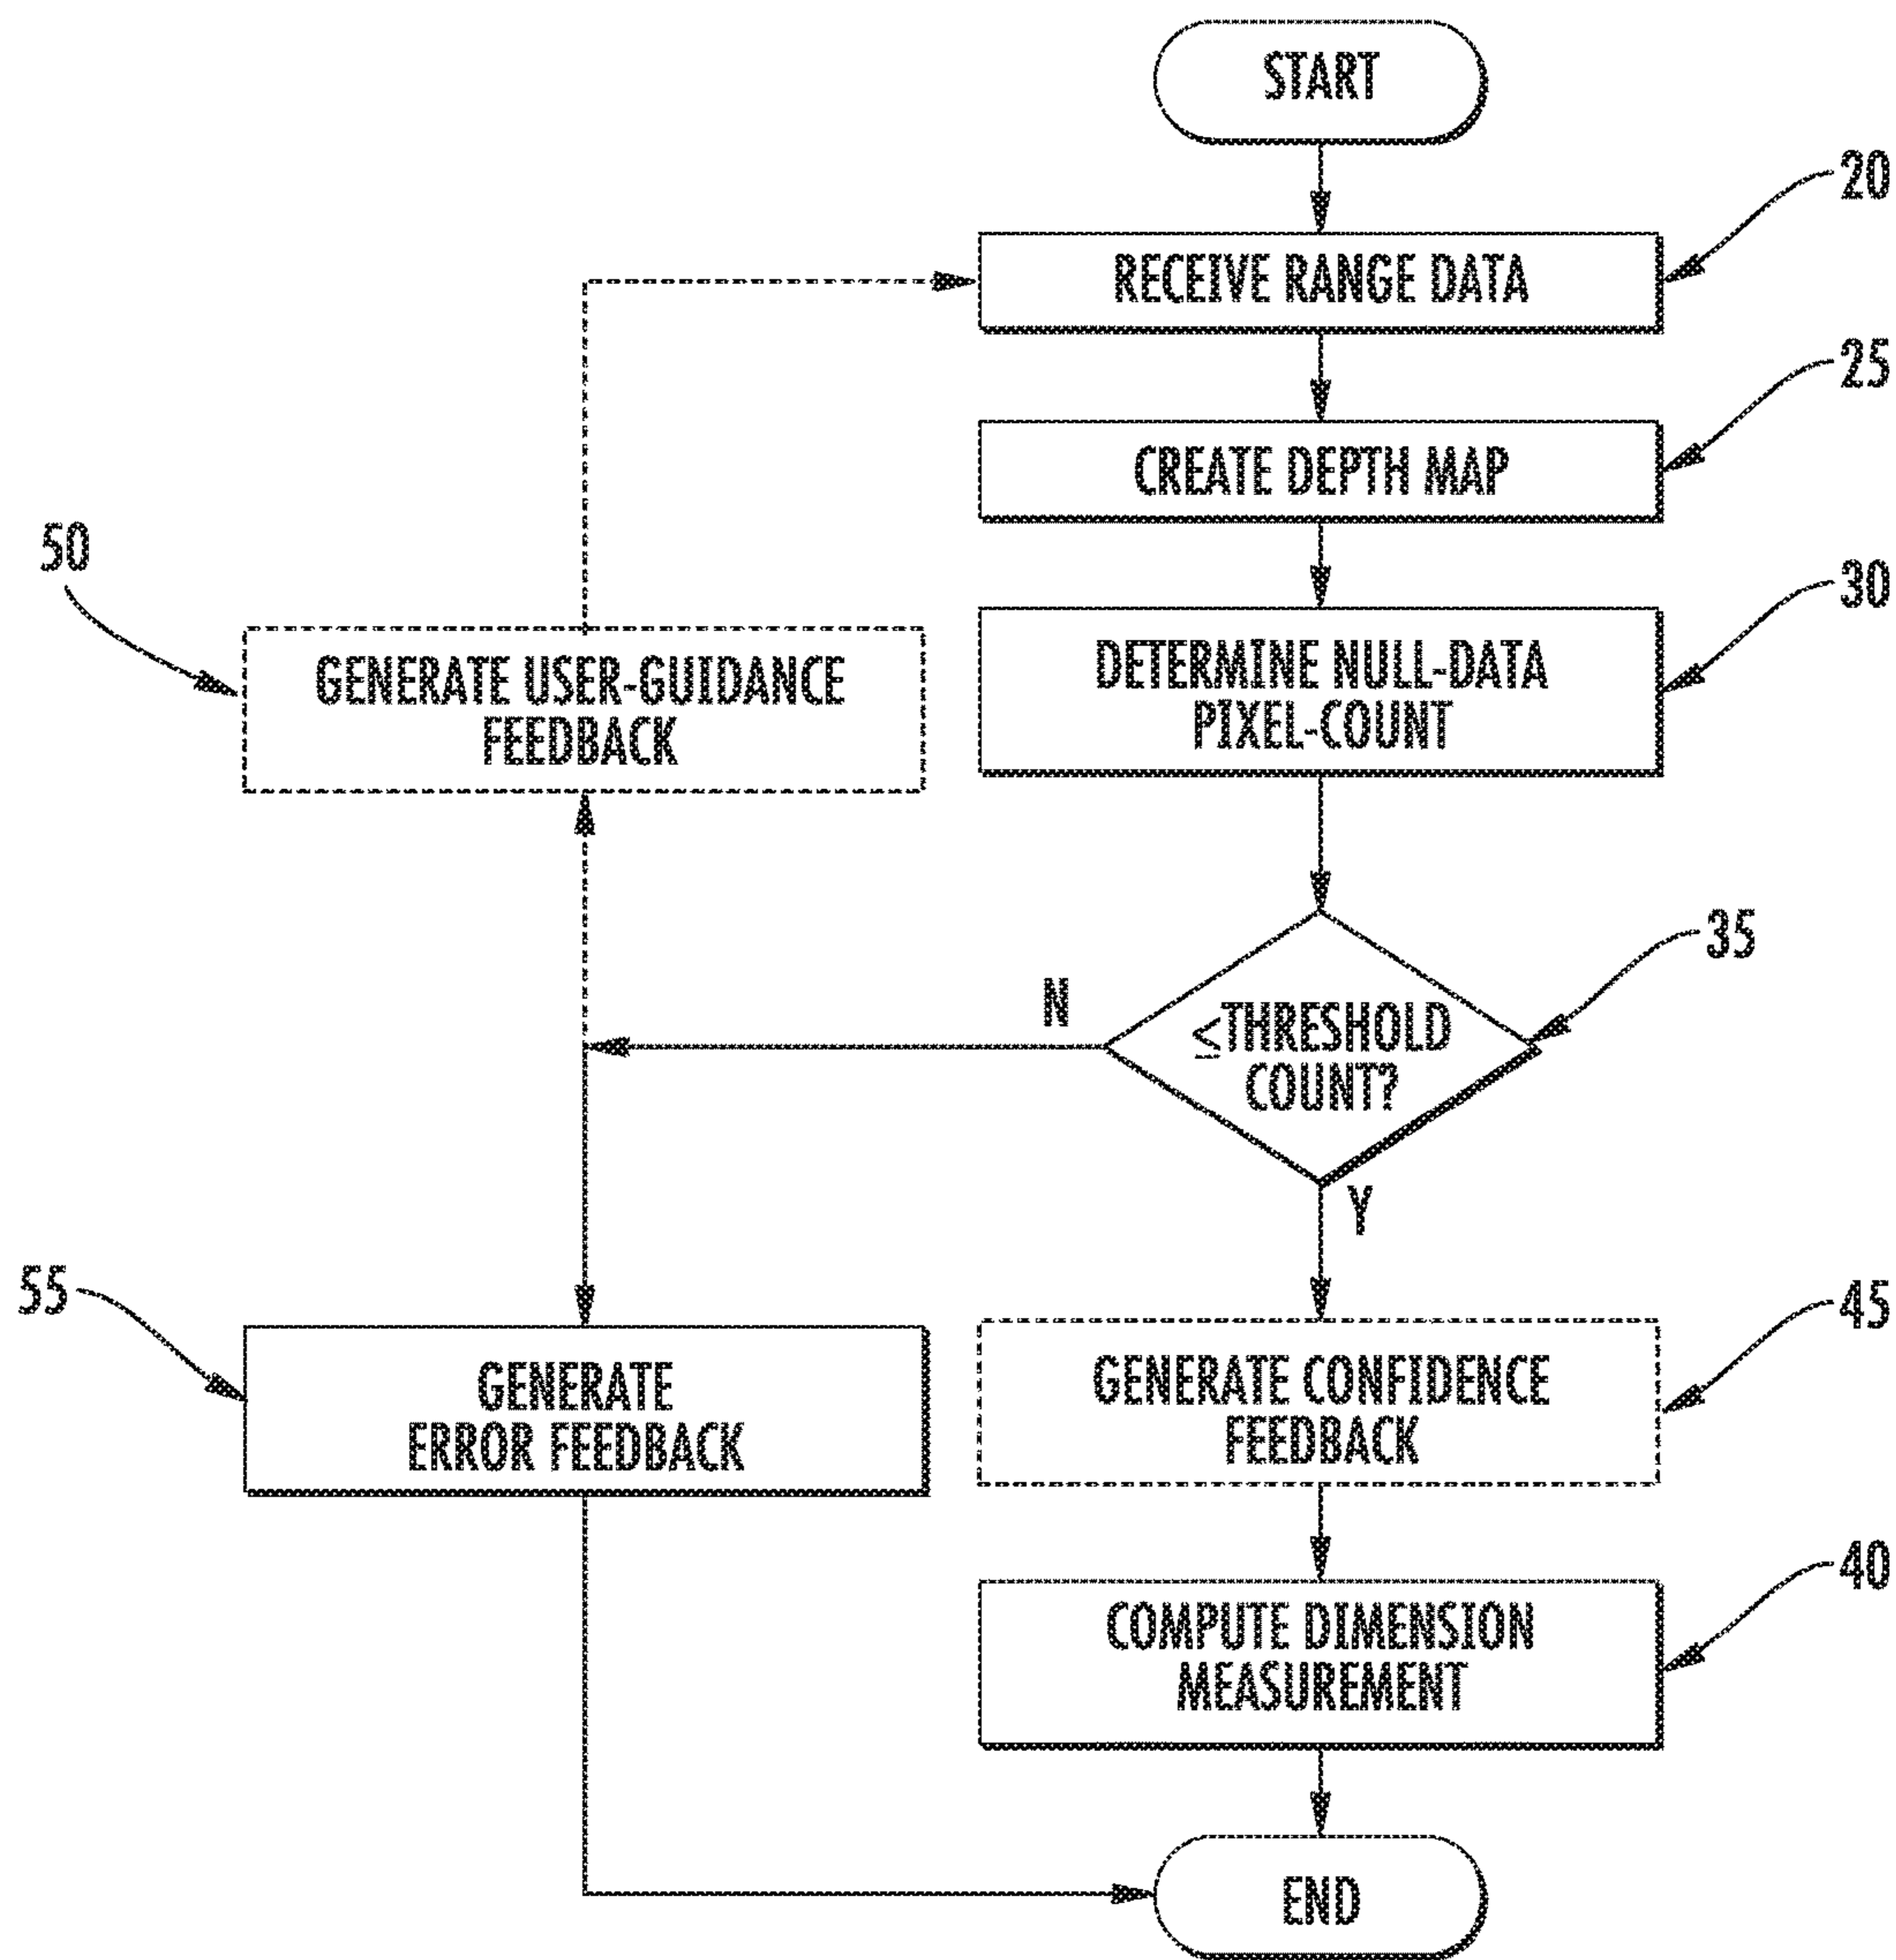 START
20
RECEIVE RANGE DATA
25
CREATE DEPTH MAP
50
30
GENERATE USER-GUIDANCE
FEEDBACK
DETERMINE NULL-DATA
PIXEL-COUNT
35
N
≤THRESHOLD
COUNT?
Y
55
45
GENERATE
ERROR FEEDBACK
GENERATE CONFIDENCE
FEEDBACK
40
COMPUTE DIMENSION
MEASUREMENT
END